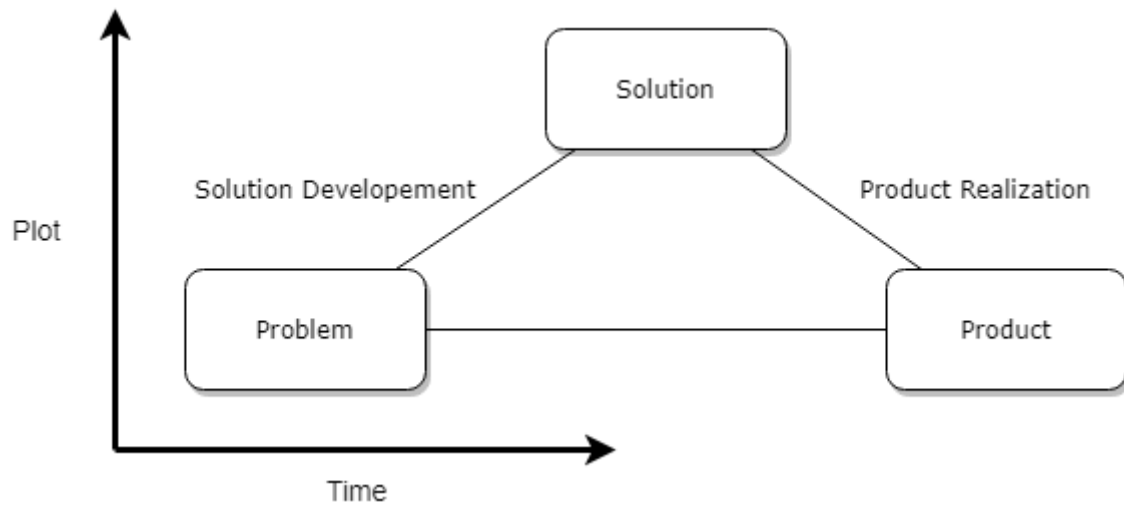 Solution
Solution Developement
Product Realization
Plot
Problem
Product
Time